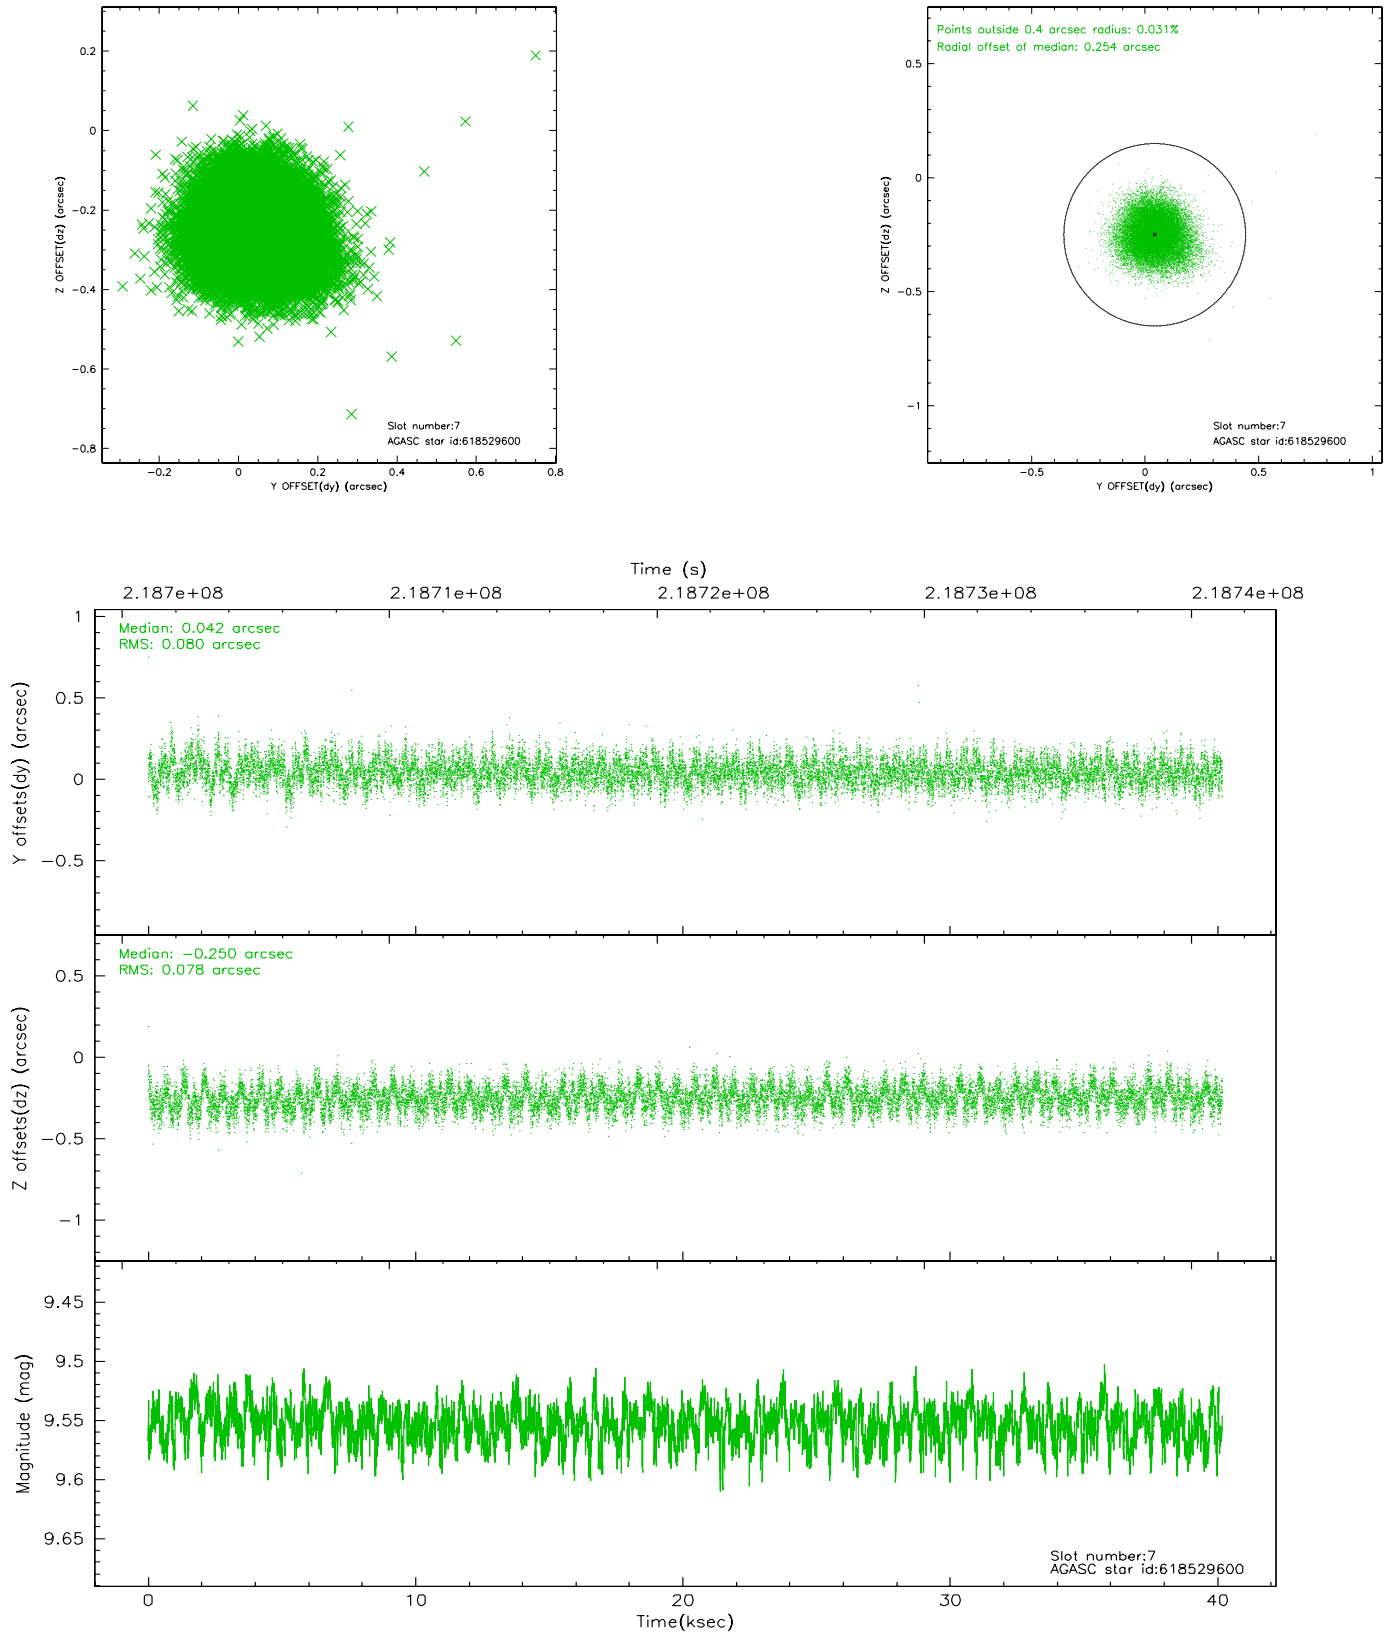 0.2
0
−0.2
−0.4
−0.6
−0.8
Z OFFSET(dz) (arcsec)
Slot number:7
AGASC star id:618529600
−0.2 0 0.2 0.4 0.6 0.8
Y OFFSET(dy) (arcsec)
Points outside 0.4 arcsec radius: 0.031%
Radial offset of median: 0.254 arcsec
0.5
0
−0.5
−1
Z OFFSET(dz) (arcsec)
Slot number:7
AGASC star id:618529600
−0.5 0 0.5 1
Y OFFSET(dy) (arcsec)
Time (s)
2.187e+08 2.1871e+08 2.1872e+08 2.1873e+08 2.1874e+08
Median: 0.042 arcsec
RMS: 0.080 arcsec
1
0.5
0
−0.5
Y offsets(dy) (arcsec)
Median: −0.250 arcsec
RMS: 0.078 arcsec
0.5
0
−0.5
−1
Z offsets(dz) (arcsec)
9.45
9.5
9.55
9.6
9.65
Magnitude (mag)
Slot number:7
AGASC star id:618529600
0 10 20 30 40
Time(ksec)